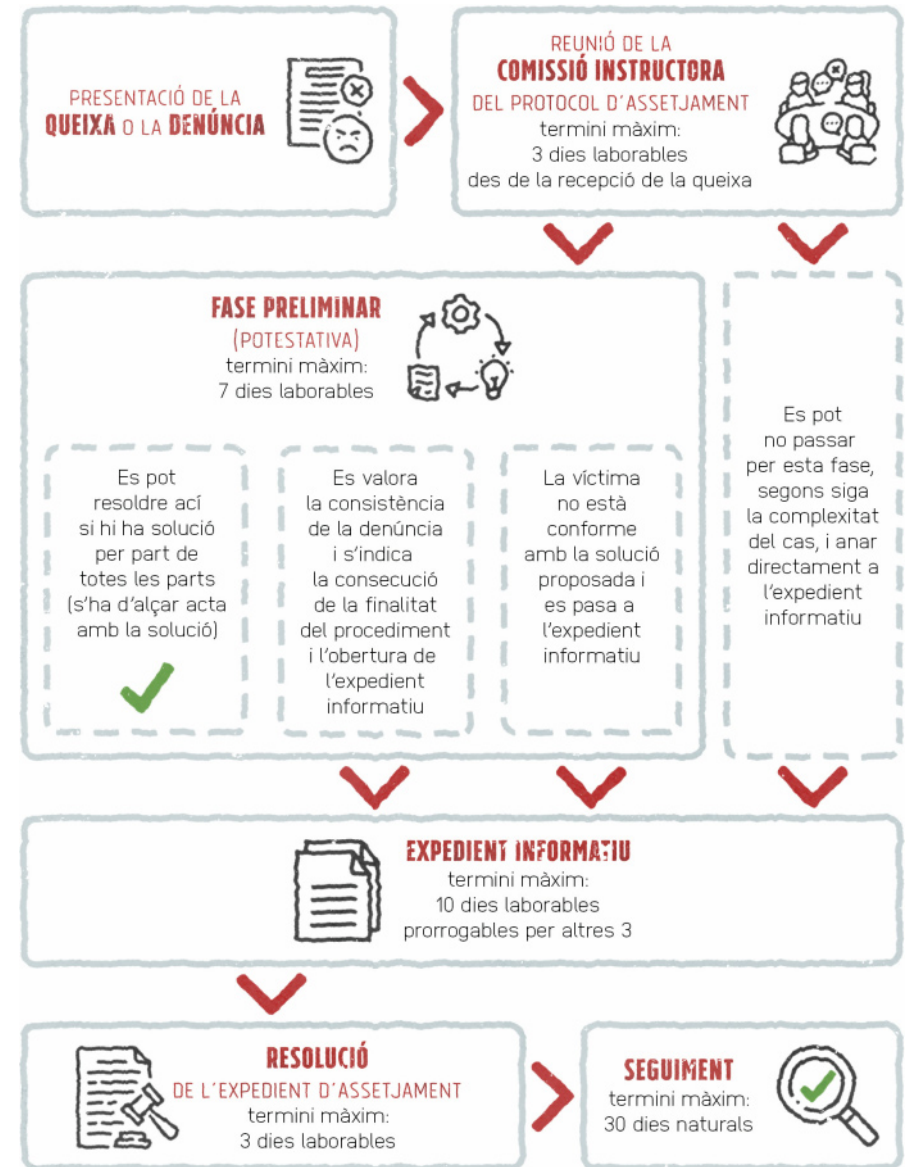 PRESENTACIÓ DE LA
QUEIXA O LA DENÚNCIA
REUNIÓ DE LA
COMISSIÓ INSTRUCTORA
DEL PROTOCOL D'ASSETJAMENT
termini màxim:
3 dies laborables
des de la recepció de la queixa
FASE PRELIMINAR
(POTESTATIVA)
termini màxim:
7 dies laborables
Es pot
resoldre ací
si hi ha solució
per part de
totes les parts
(s'ha d'alçar acta
amb la solució)
Es valora
la consistència
de la denúncia
i s'indica
la consecució
de la finalitat
del procediment
i l'obertura de
l'expedient
informatiu
La víctima
no està
conforme
amb la solució
proposada i
es pasa a
l'expedient
informatiu
Es pot
no passar
per esta fase,
segons siga
la complexitat
del cas, i anar
directament a
l'expedient
informatiu
EXPEDIENT INFORMATIU
termini màxim:
10 dies laborables
prorrogables per altres 3
RESOLUCIÓ
DE L'EXPEDIENT D'ASSETJAMENT
termini màxim:
3 dies laborables
SEGUIMENT
termini màxim:
30 dies naturals